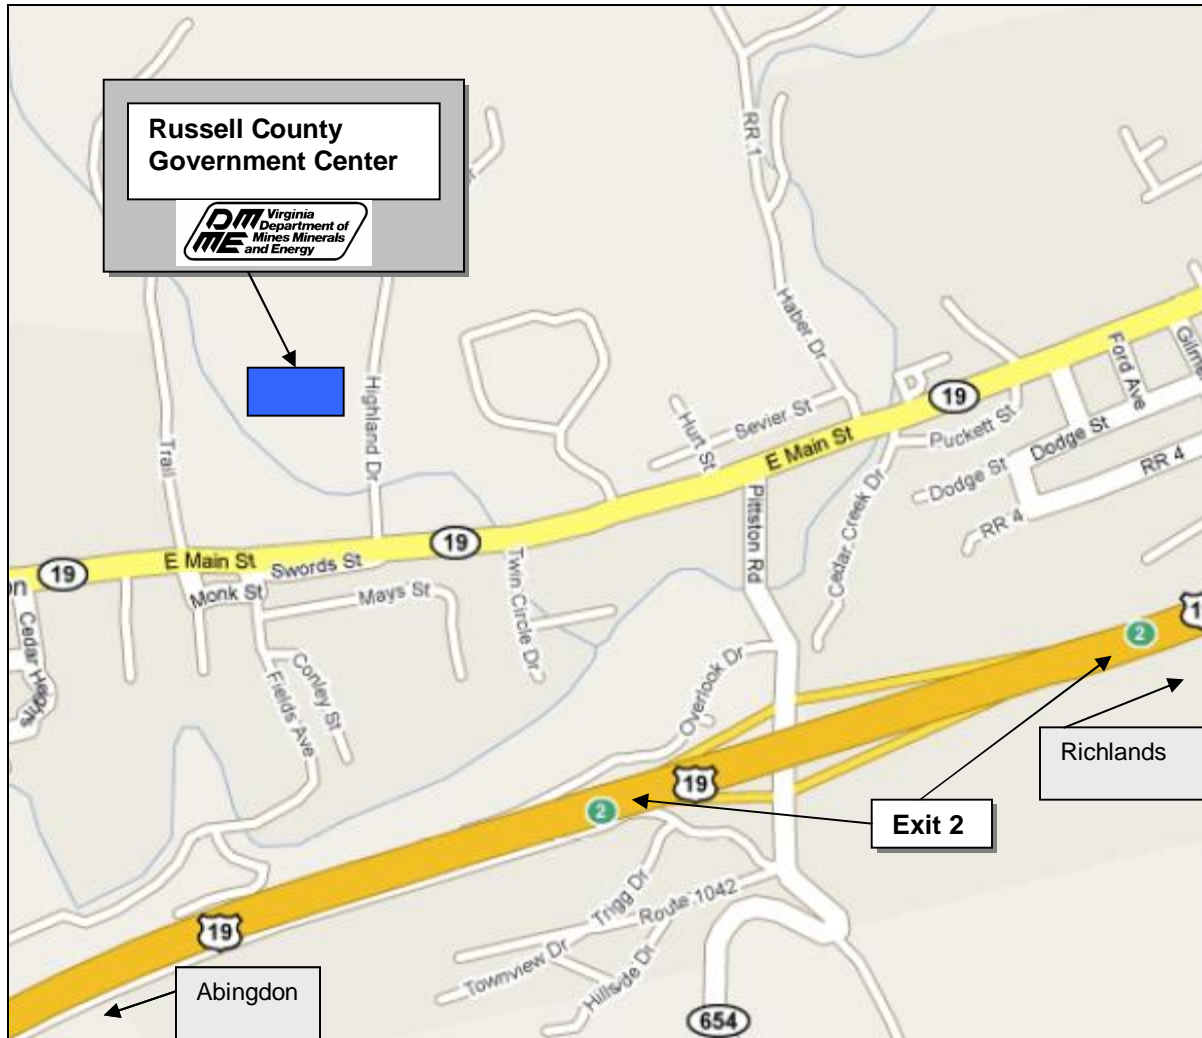 Russell County
Government Center
DMME
Virginia
Department of
Mines Minerals
and Energy
RR 1
Haber Dr
Highland Dr
Trail
Hurt St
Sevier St
E Main St
19
Puckett St
Ford Ave
Dodge St
Dodge St
RR 4
RR 4
Pittston Rd
Cedar Creek Dr
19
E Main St
Swords St
19
Monk St
Mays St
Twin Circle Dr
Cedar Heights
Conley St
Fields Ave
Overlook Dr
2
Richlands
19
2
Exit 2
Trigg Dr
Route 1042
19
Townview Dr
Hillside Dr
Abingdon
654